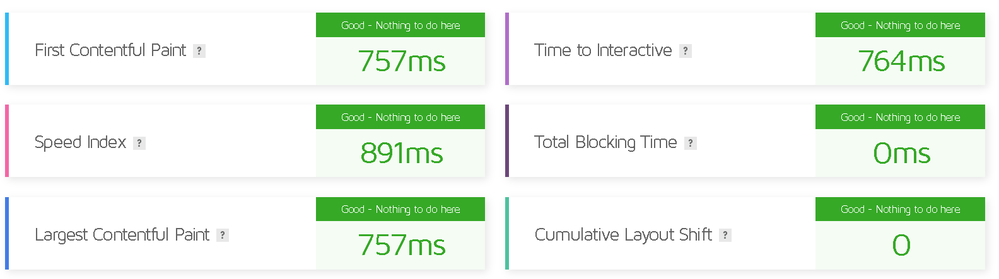 Good - Nothing to do here
First Contentful Paint ?
757ms
Good - Nothing to do here
Time to Interactive ?
764ms
Good - Nothing to do here
Speed Index ?
891ms
Good - Nothing to do here
Total Blocking Time ?
0ms
Good - Nothing to do here
Largest Contentful Paint ?
757ms
Good - Nothing to do here
Cumulative Layout Shift ?
0